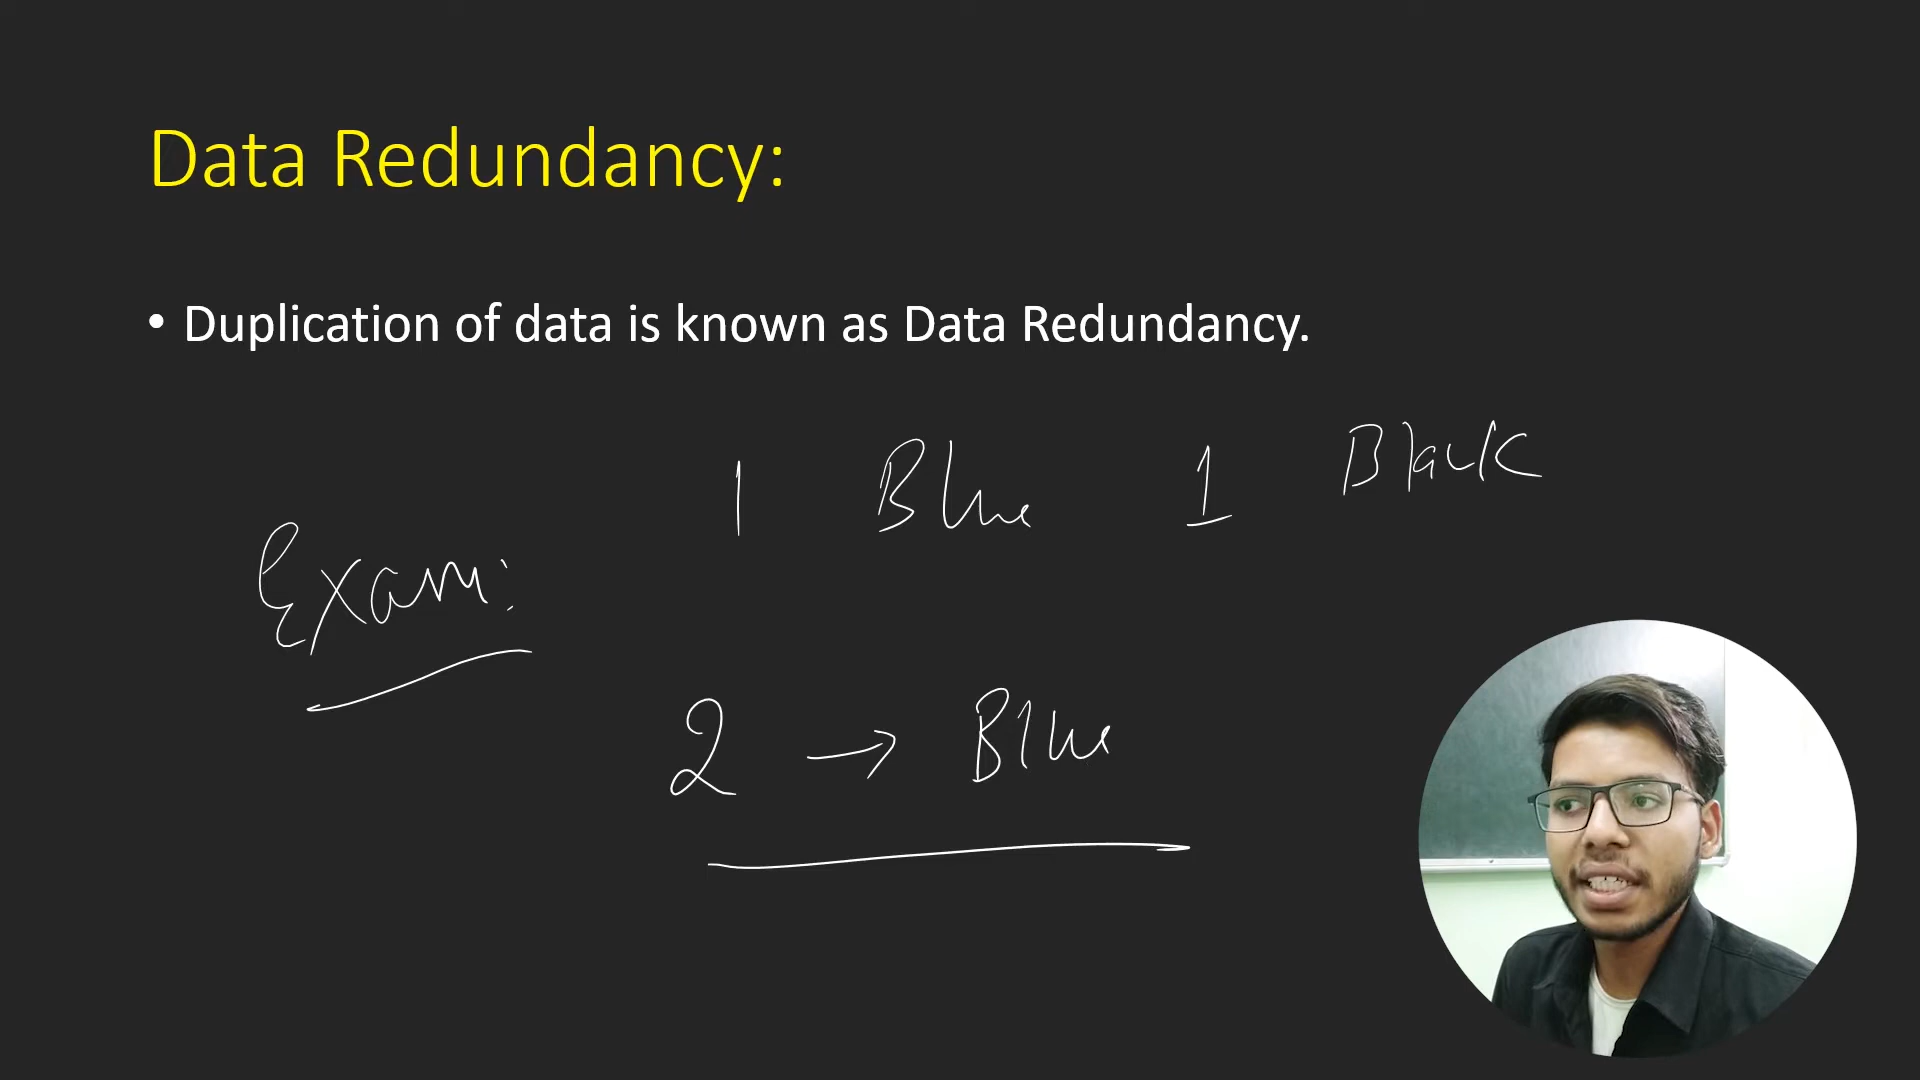 Data Redundancy:
• Duplication of data is known as Data Redundancy.
1 Blue 1 Black
Exam:
2 → Blue